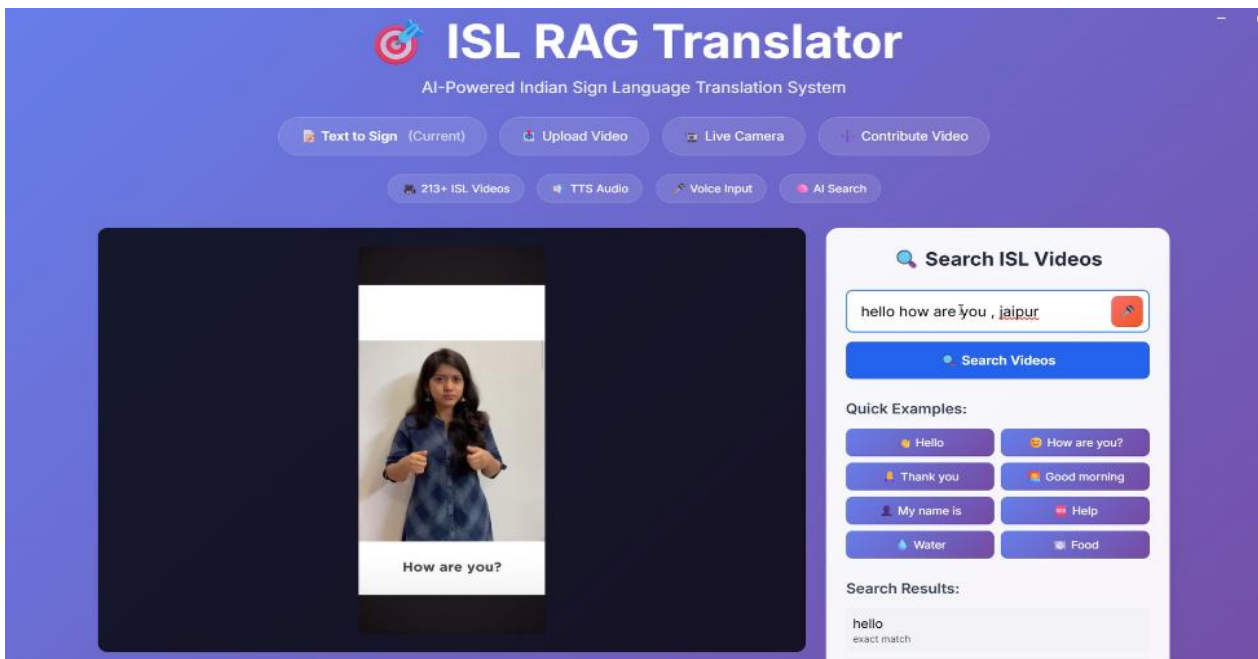 ISL RAG Translator
AI-Powered Indian Sign Language Translation System
Text to Sign (Current)
Upload Video
Live Camera
Contribute Video
213+ ISL Videos
TTS Audio
Voice Input
AI Search
How are you?
Search ISL Videos
hello how are you , jaipur
Search Videos
Quick Examples:
Hello
How are you?
Thank you
Good morning
My name is
Help
Water
Food
Search Results:
hello
exact match